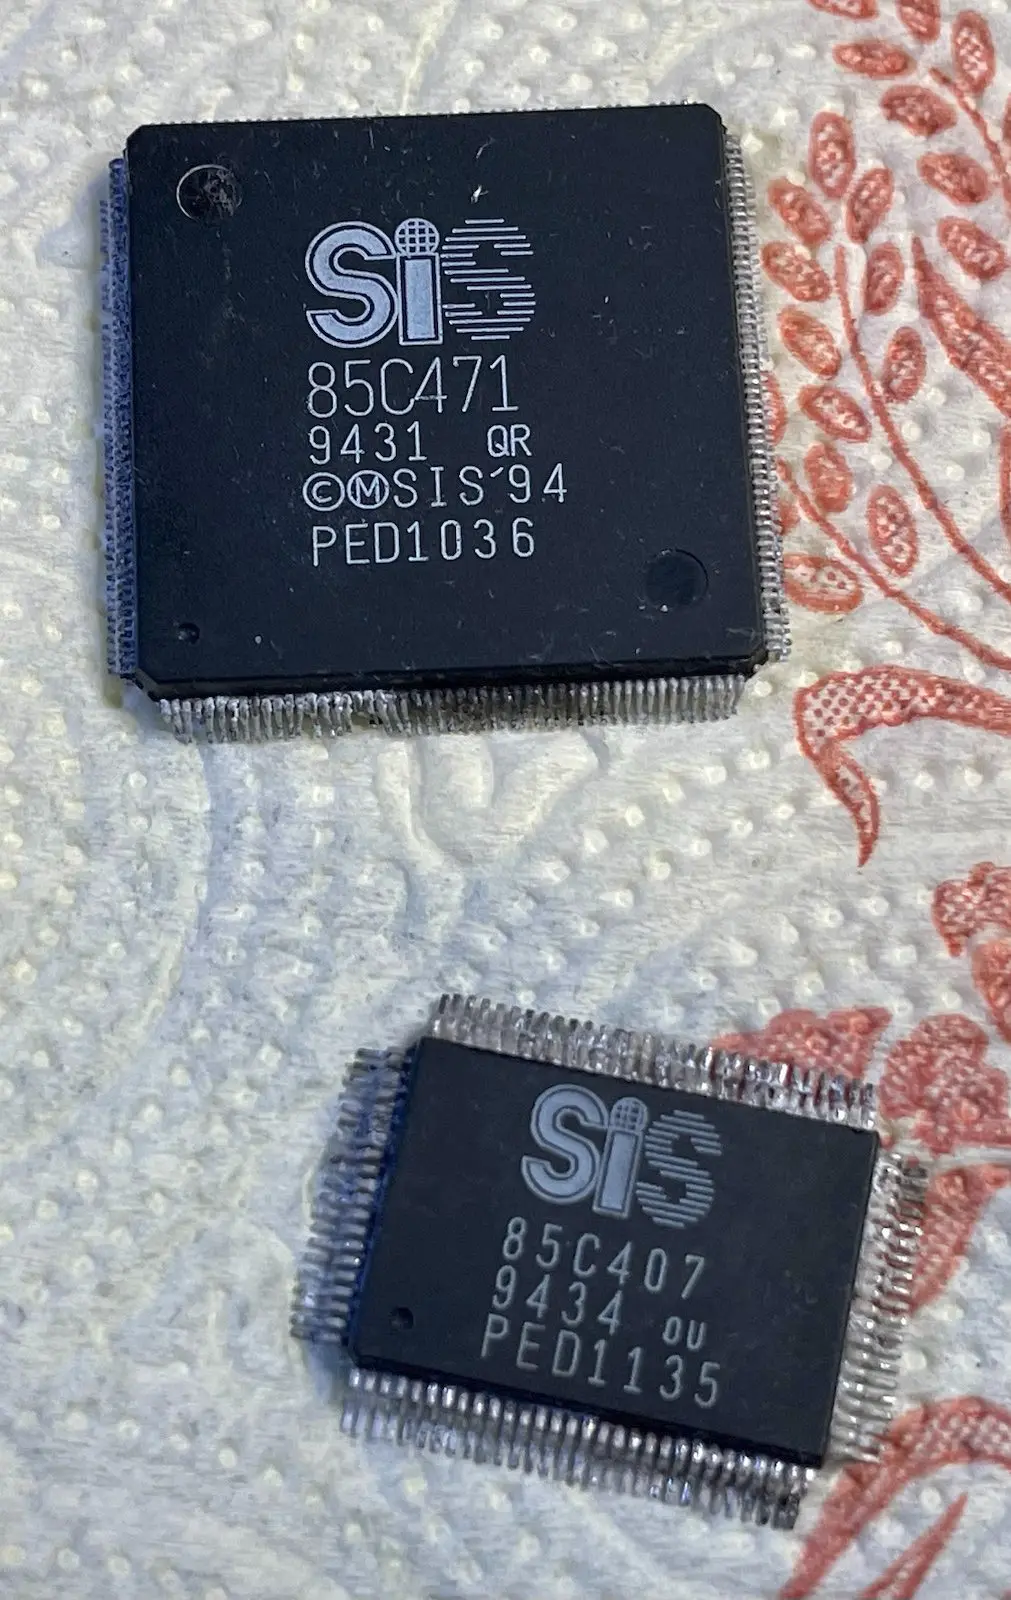 SiS
85C471
9431 QR
©ⓂSIS'94
PED1036
SiS
85C407
9434 OU
PED1135